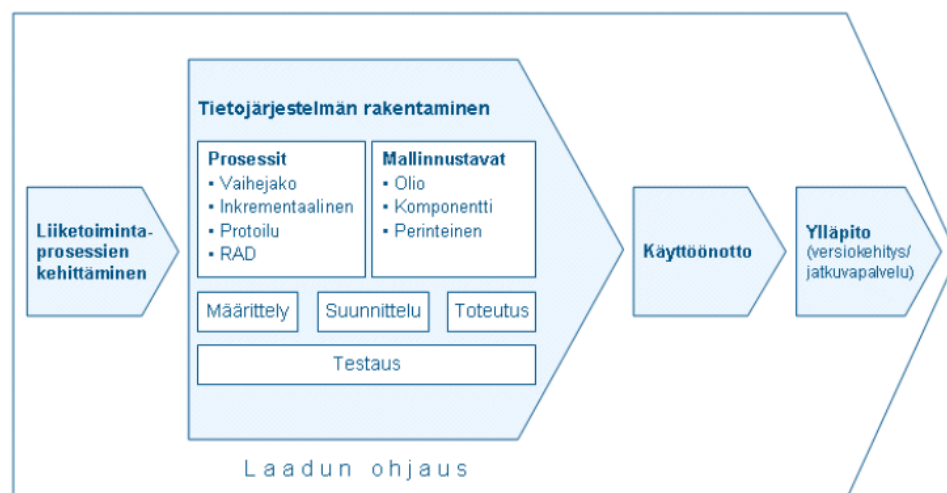 Liiketoiminta-
prosessien
kehittäminen
Tietojärjestelmän rakentaminen
Prosessit
▪ Vaihejako
▪ Inkrementaalinen
▪ Protoilu
▪ RAD
Mallinnustavat
▪ Olio
▪ Komponentti
▪ Perinteinen
Määrittely
Suunnittelu
Toteutus
Testaus
Käyttöönotto
Ylläpito
(versiokehitys/
jatkuvapalvelu)
Laadun ohjaus